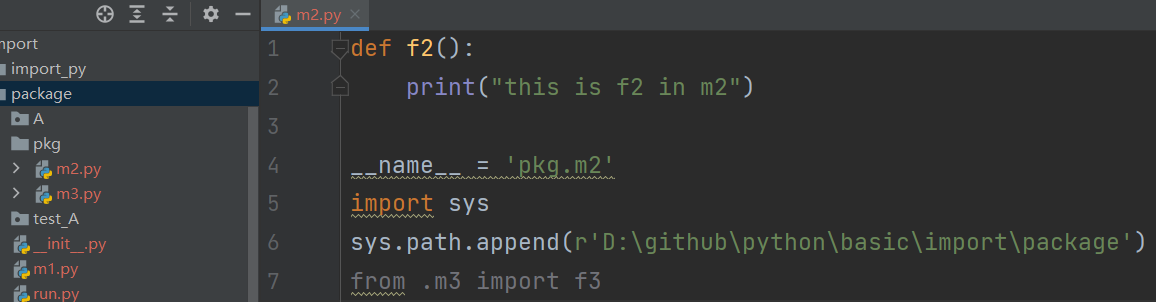 m2.py
mport
import_py
package
A
pkg
m2.py
m3.py
test_A
__init__.py
m1.py
run.py
1 def f2():
2     print("this is f2 in m2")
3
4 __name__ = 'pkg.m2'
5 import sys
6 sys.path.append(r'D:\github\python\basic\import\package')
7 from .m3 import f3